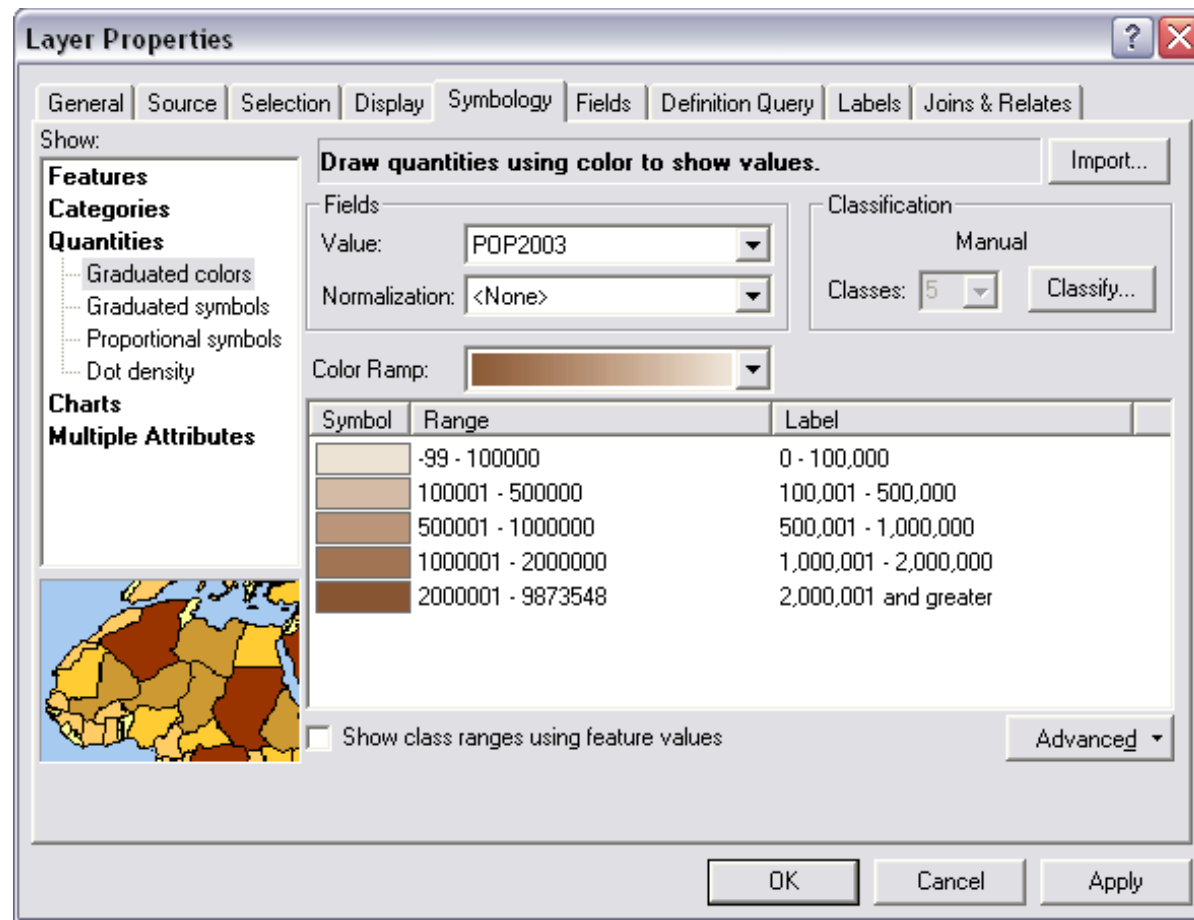 Layer Properties
General Source Selection Display Symbology Fields Definition Query Labels Joins & Relates
Show:
Features
Categories
Quantities
Graduated colors
Graduated symbols
Proportional symbols
Dot density
Charts
Multiple Attributes
Draw quantities using color to show values.
Import...
Fields
Value: POP2003
Normalization: <None>
Classification
Manual
Classes: 5 Classify...
Color Ramp:
Symbol Range Label
-99 - 100000 0 - 100,000
100001 - 500000 100,001 - 500,000
500001 - 1000000 500,001 - 1,000,000
1000001 - 2000000 1,000,001 - 2,000,000
2000001 - 9873548 2,000,001 and greater
Show class ranges using feature values
Advanced
OK Cancel Apply